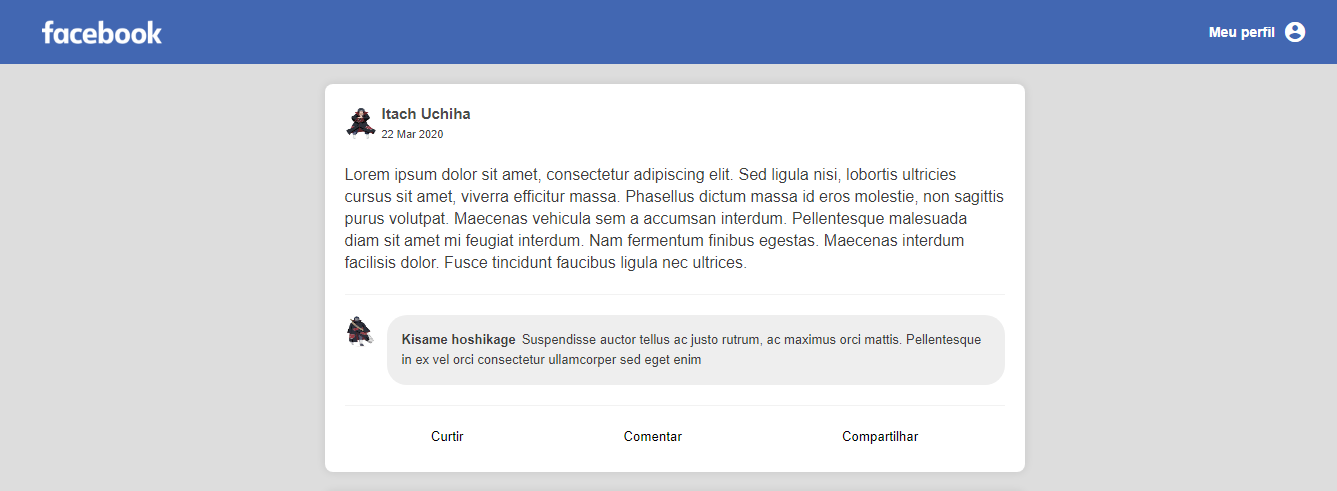 facebook
Meu perfil
Itach Uchiha
22 Mar 2020
Lorem ipsum dolor sit amet, consectetur adipiscing elit. Sed ligula nisi, lobortis ultricies
cursus sit amet, viverra efficitur massa. Phasellus dictum massa id eros molestie, non sagittis
purus volutpat. Maecenas vehicula sem a accumsan interdum. Pellentesque malesuada
diam sit amet mi feugiat interdum. Nam fermentum finibus egestas. Maecenas interdum
facilisis dolor. Fusce tincidunt faucibus ligula nec ultrices.
Kisame hoshikage Suspendisse auctor tellus ac justo rutrum, ac maximus orci mattis. Pellentesque
in ex vel orci consectetur ullamcorper sed eget enim
Curtir
Comentar
Compartilhar